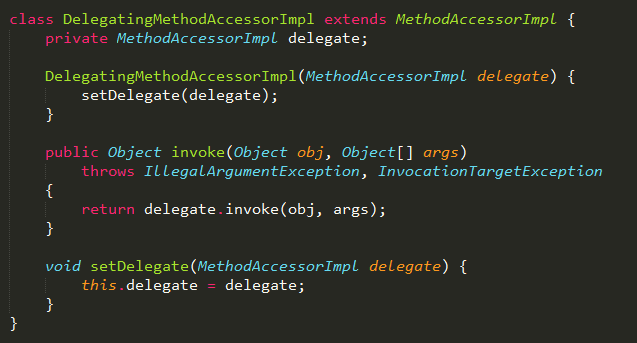 class DelegatingMethodAccessorImpl extends MethodAccessorImpl {
    private MethodAccessorImpl delegate;

    DelegatingMethodAccessorImpl(MethodAccessorImpl delegate) {
        setDelegate(delegate);
    }

    public Object invoke(Object obj, Object[] args)
        throws IllegalArgumentException, InvocationTargetException
    {
        return delegate.invoke(obj, args);
    }

    void setDelegate(MethodAccessorImpl delegate) {
        this.delegate = delegate;
    }
}